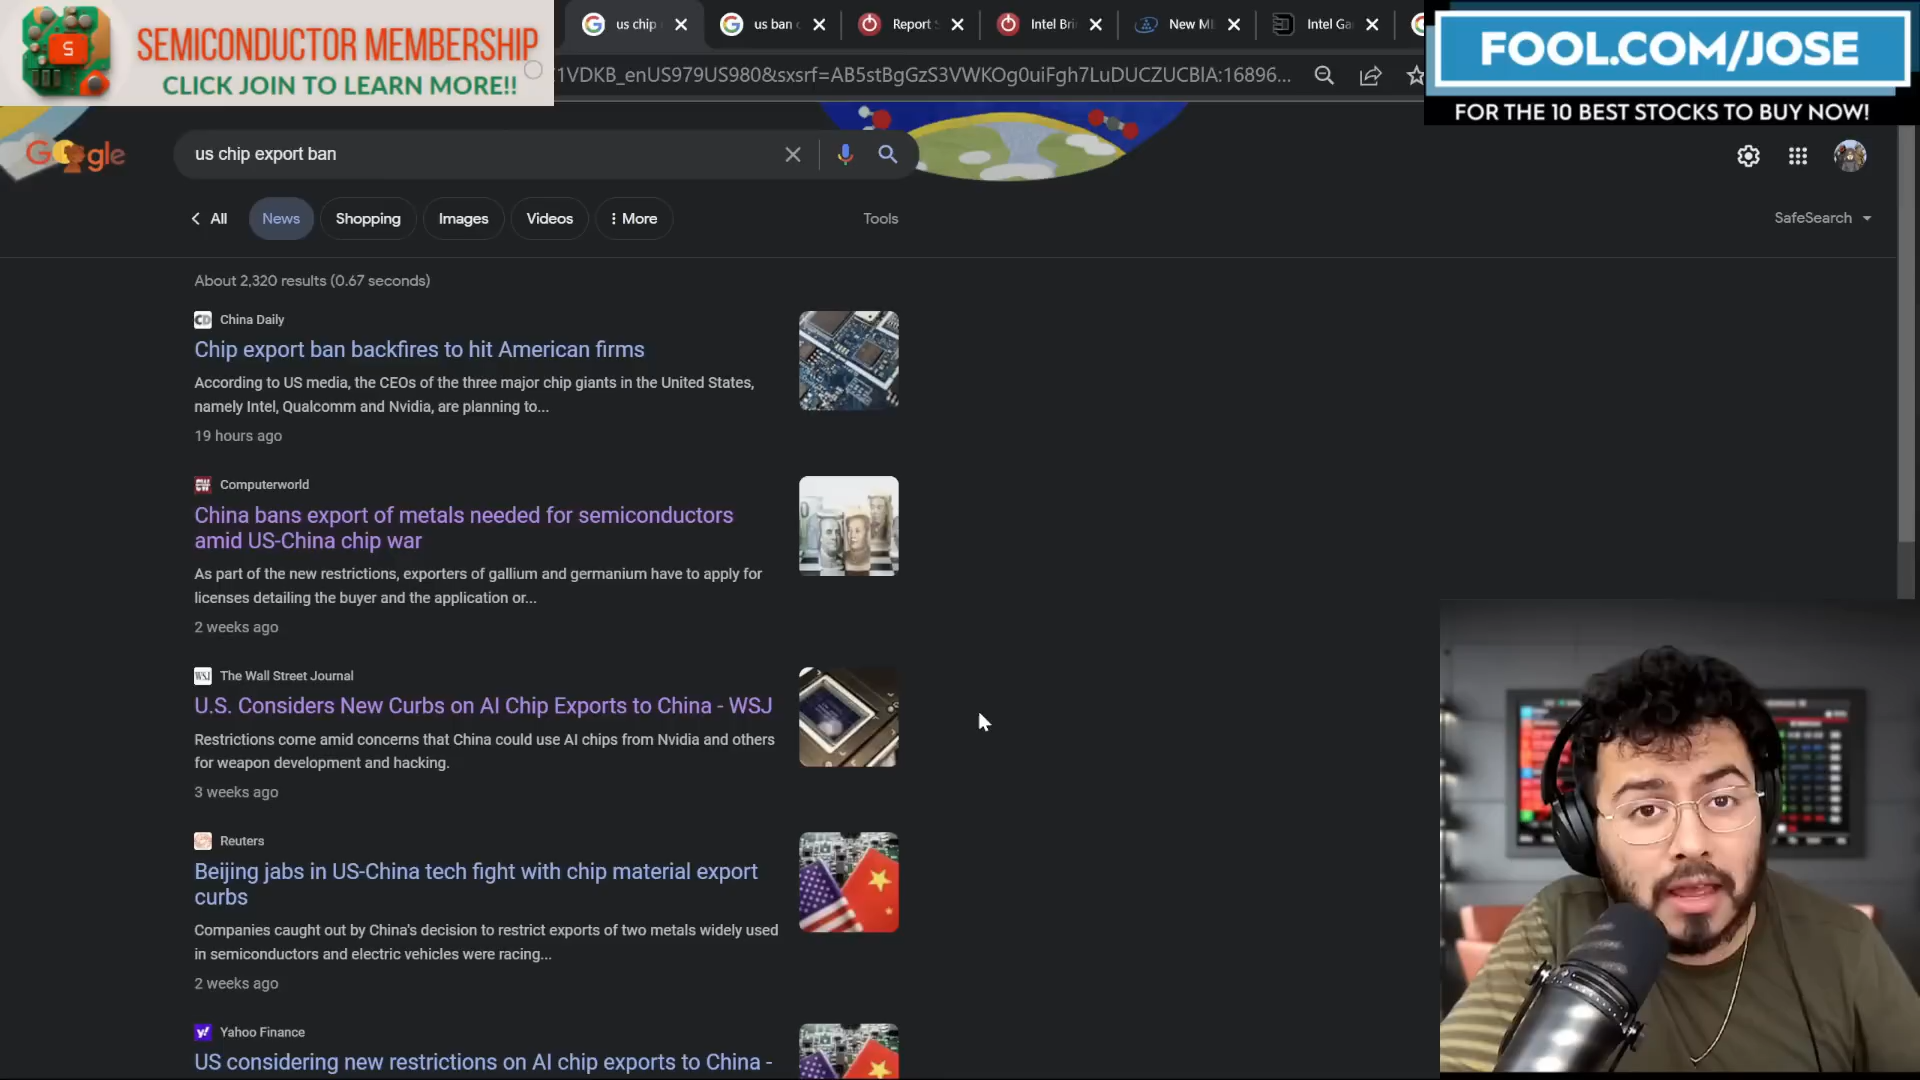 SEMICONDUCTOR MEMBERSHIP
CLICK JOIN TO LEARN MORE!!
S
us chip
us ban
Report
Intel Bri
New MI
Intel Ga
1VDKB_enUS979US980&sxsrf=AB5stBgGzS3VWKOg0uiFgh7LuDUCZUCBlA:16896...
FOOL.COM/JOSE
FOR THE 10 BEST STOCKS TO BUY NOW!
Google
us chip export ban
All
News
Shopping
Images
Videos
More
Tools
SafeSearch
About 2,320 results (0.67 seconds)
CD China Daily
Chip export ban backfires to hit American firms
According to US media, the CEOs of the three major chip giants in the United States,
namely Intel, Qualcomm and Nvidia, are planning to...
19 hours ago
CW Computerworld
China bans export of metals needed for semiconductors
amid US-China chip war
As part of the new restrictions, exporters of gallium and germanium have to apply for
licenses detailing the buyer and the application or...
2 weeks ago
WSJ The Wall Street Journal
U.S. Considers New Curbs on AI Chip Exports to China - WSJ
Restrictions come amid concerns that China could use AI chips from Nvidia and others
for weapon development and hacking.
3 weeks ago
Reuters
Beijing jabs in US-China tech fight with chip material export
curbs
Companies caught out by China's decision to restrict exports of two metals widely used
in semiconductors and electric vehicles were racing...
2 weeks ago
y! Yahoo Finance
US considering new restrictions on AI chip exports to China -